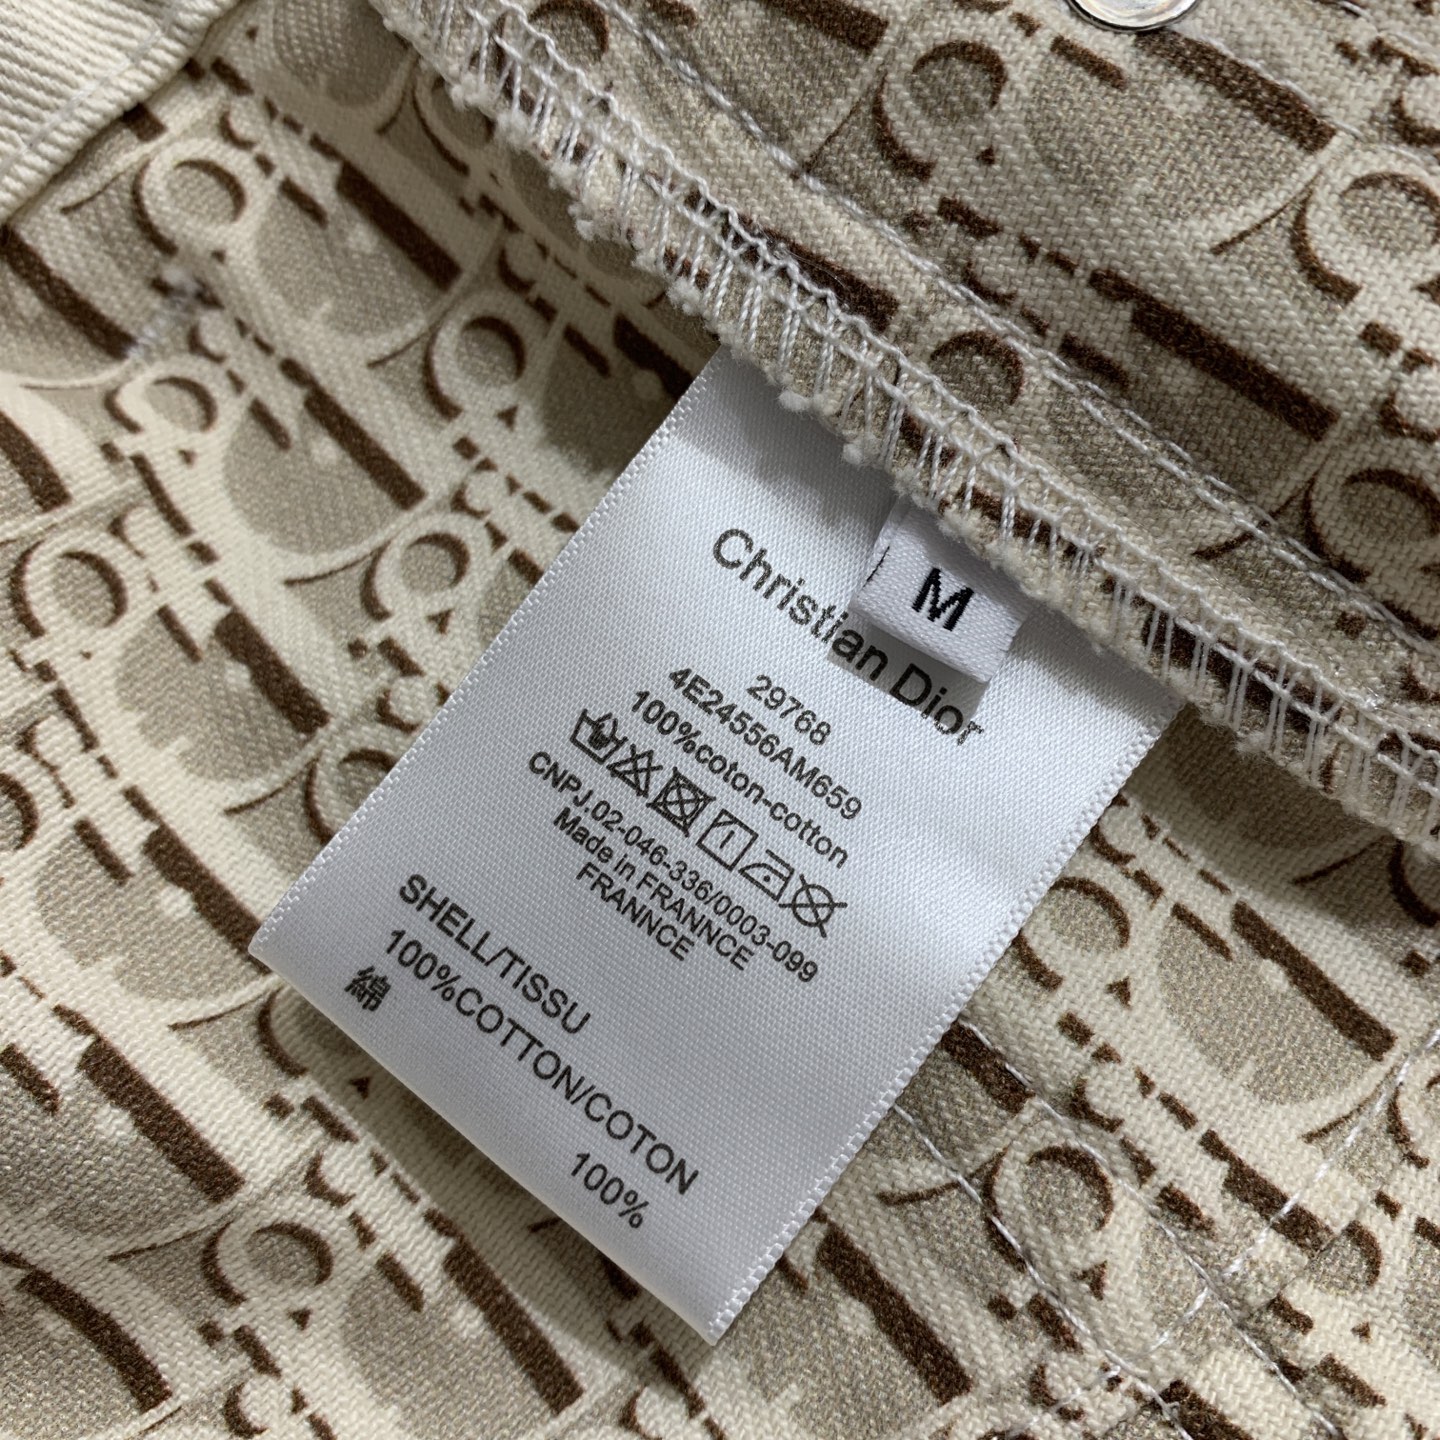 M
Christian Dior
29768
4E24556AM659
100%coton-cotton
CNPJ.02-046-336/0003-099
Made in FRANNCE
FRANNCE
SHELL/TISSU
100%COTTON/COTON
綿 100%